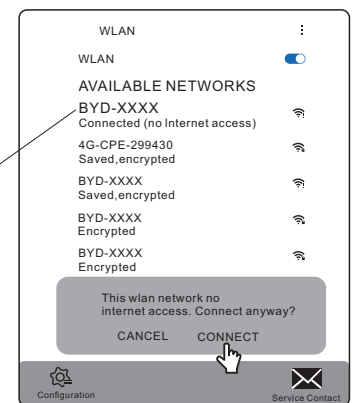 WLAN
WLAN
AVAILABLE NETWORKS
BYD-XXXX
Connected (no Internet access)
4G-CPE-299430
Saved,encrypted
BYD-XXXX
Saved,encrypted
BYD-XXXX
Encrypted
BYD-XXXX
Encrypted
This wlan network no
internet access. Connect anyway?
CANCEL CONNECT
Configuration Service Contact